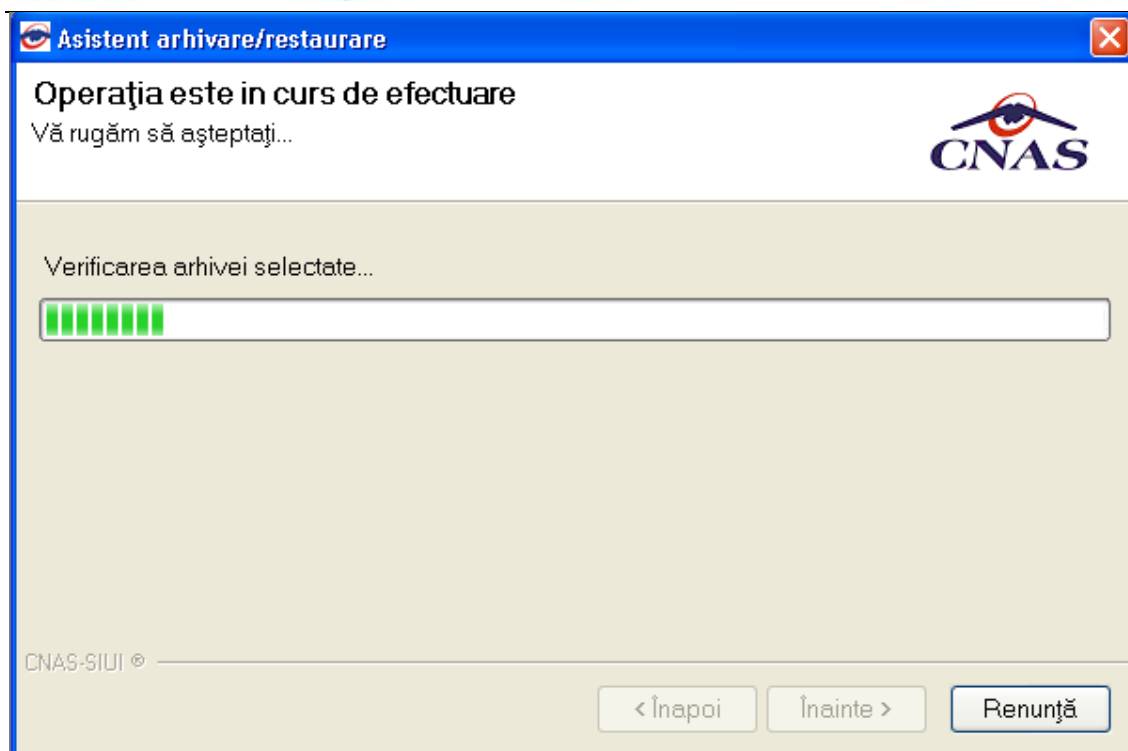 Asistent arhivare/restaurare
Operaţia este in curs de efectuare
Vă rugăm să aşteptaţi...
CNAS
Verificarea arhivei selectate...
CNAS-SIUI ®
< Înapoi
Înainte >
Renunţă